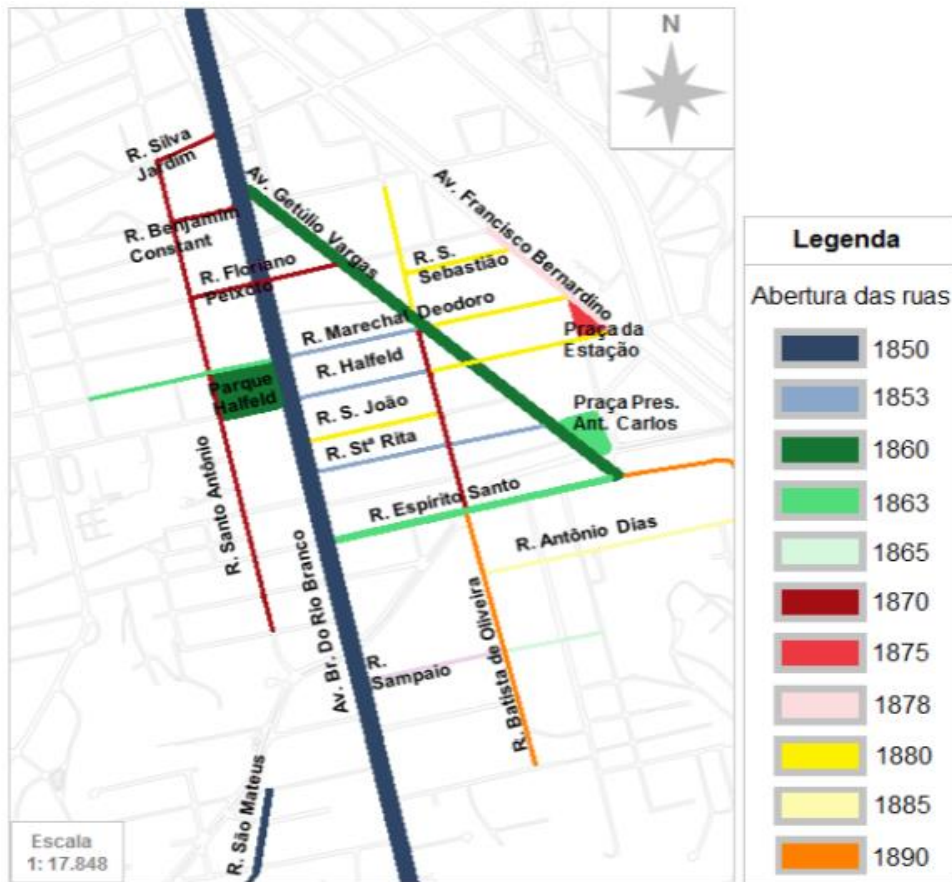 N
R. Silva
Jardim
Av. Getúlio Vargas
Av. Francisco Bernardino
R. Benjamim
Constant
R. S.
Sebastião
R. Floriano
Peixoto
R. Marechal Deodoro
Praça da
Estação
R. Halfeld
Parque
Halfeld
R. S. João
Praça Pres.
Ant. Carlos
R. Stª Rita
R. Santo Antônio
R. Espírito Santo
R. Antônio Dias
Av. Br. Do Rio Branco
R. Batista de Oliveira
R.
Sampaio
R. São Mateus
Escala
1: 17.848
Legenda
Abertura das ruas
1850
1853
1860
1863
1865
1870
1875
1878
1880
1885
1890